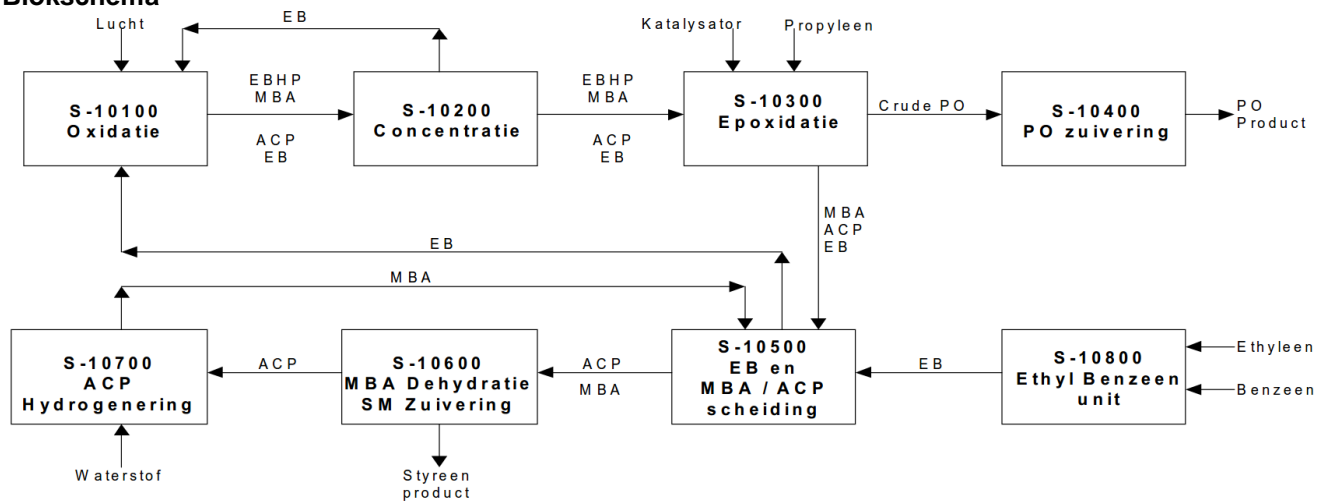 Blokschema
Lucht
EB
Katalysator
Propyleen
S-10100
Oxidatie
EBHP
MBA
ACP
EB
S-10200
Concentratie
EBHP
MBA
ACP
EB
S-10300
Epoxidatie
Crude PO
S-10400
PO zuivering
PO
Product
MBA
ACP
EB
EB
MBA
S-10700
ACP
Hydrogenering
ACP
S-10600
MBA Dehydratie
SM Zuivering
ACP
MBA
S-10500
EB en
MBA / ACP
scheiding
EB
S-10800
Ethyl Benzeen
unit
Ethyleen
Benzeen
Waterstof
Styreen
product